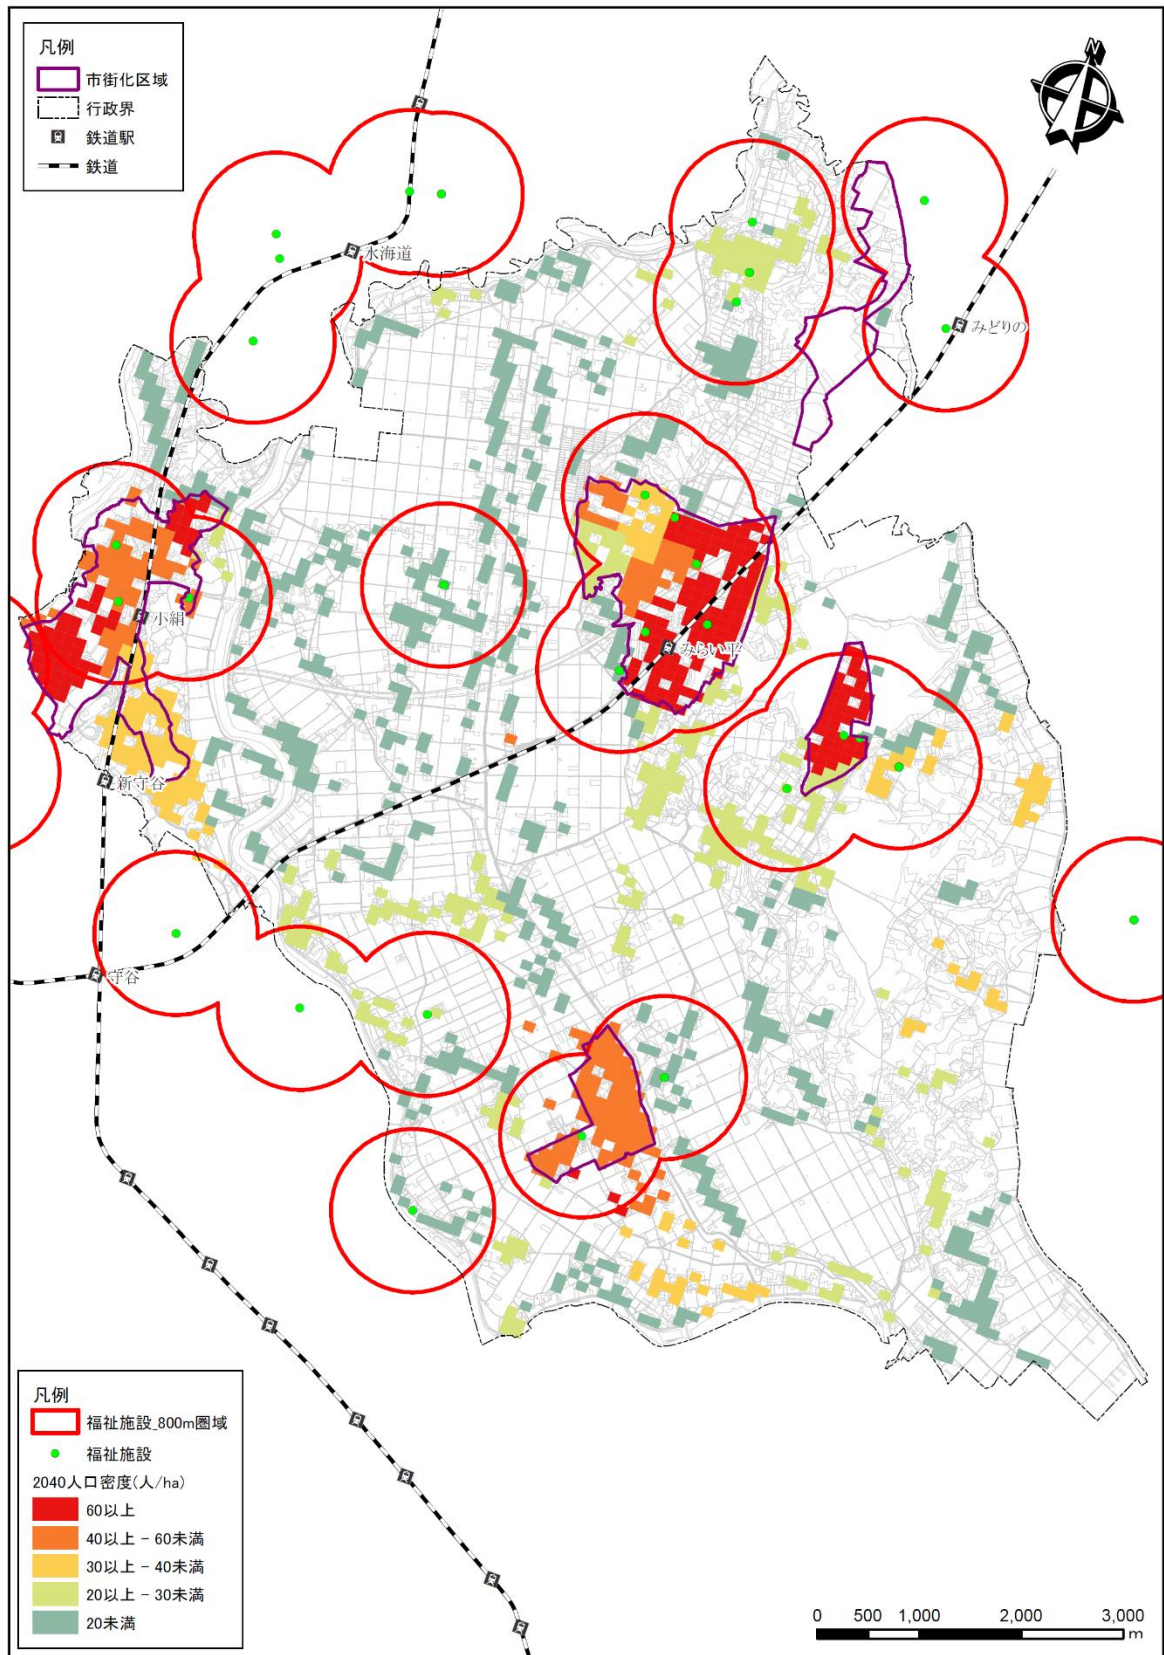 凡例
市街化区域
行政界
鉄道駅
鉄道
N
水海道
みどりの
小絹
みらい平
新守谷
守谷
凡例
福祉施設_800m圏域
福祉施設
2040人口密度(人/ha)
60以上
40以上 - 60未満
30以上 - 40未満
20以上 - 30未満
20未満
0 500 1,000 2,000 3,000
m